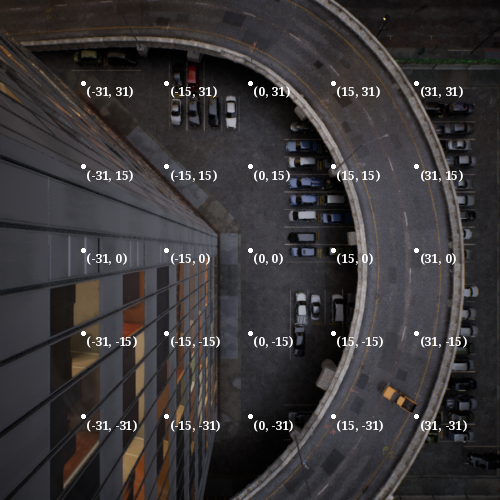 (-31, 31) (-15, 31) (0, 31) (15, 31) (31, 31)
(-31, 15) (-15, 15) (0, 15) (15, 15) (31, 15)
(-31, 0) (-15, 0) (0, 0) (15, 0) (31, 0)
(-31, -15) (-15, -15) (0, -15) (15, -15) (31, -15)
(-31, -31) (-15, -31) (0, -31) (15, -31) (31, -31)